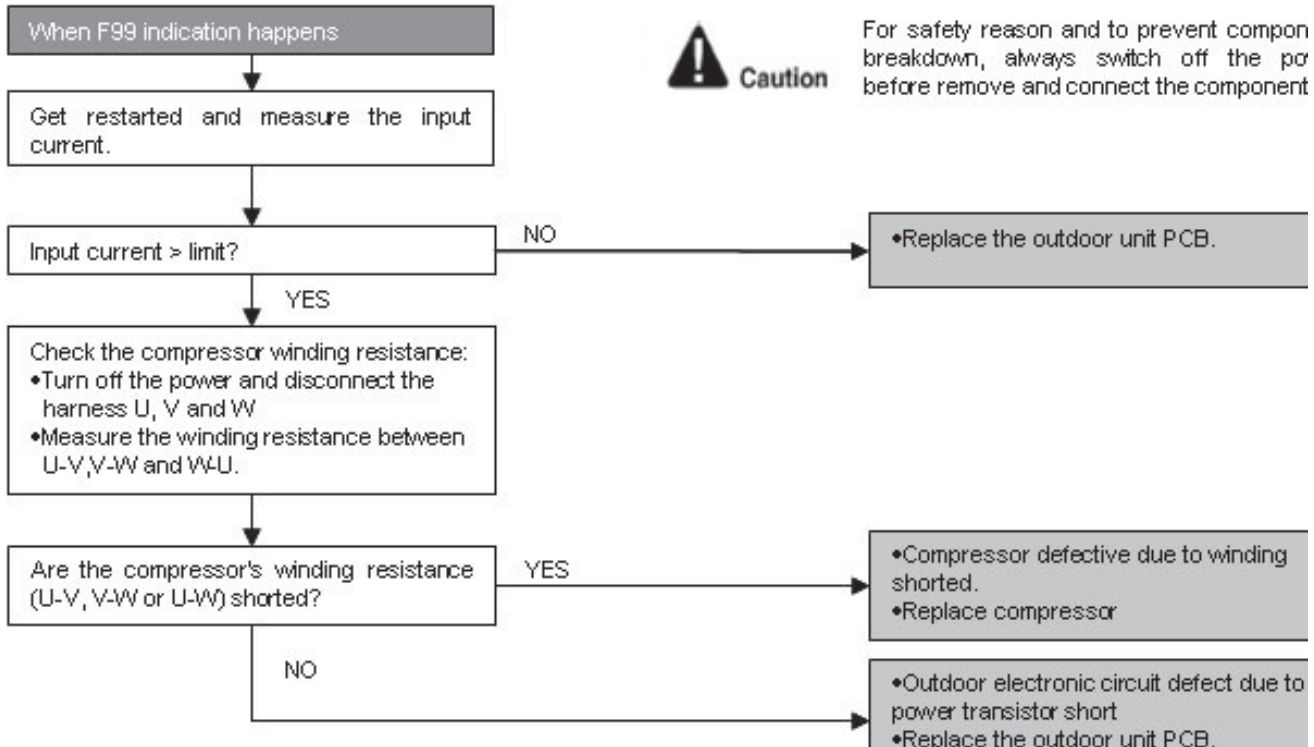 When F99 indication happens
Caution
For safety reason and to prevent compon
breakdown, always switch off the po
before remove and connect the component
Get restarted and measure the input
current.
Input current > limit?
NO
•Replace the outdoor unit PCB.
YES
Check the compressor winding resistance:
•Turn off the power and disconnect the
harness U, V and W
•Measure the winding resistance between
U-V,V-W and W-U.
Are the compressor's winding resistance
(U-V, V-W or U-W) shorted?
YES
•Compressor defective due to winding
shorted.
•Replace compressor
NO
•Outdoor electronic circuit defect due to
power transistor short
•Replace the outdoor unit PCB.